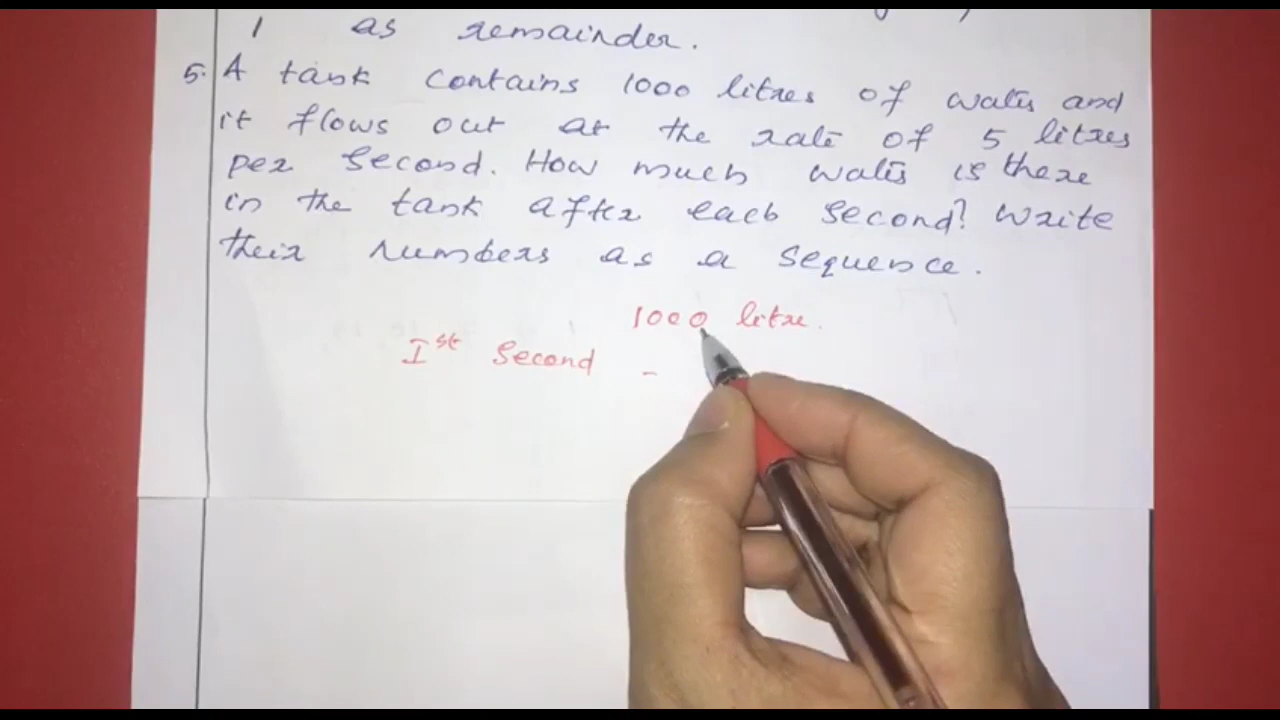 1 as remainder.
5. A tank contains 1000 litres of water and
it flows out at the rate of 5 litres
per second. How much water is there
in the tank after each second? Write
their numbers as a sequence.
1000 litre.
Ist Second -